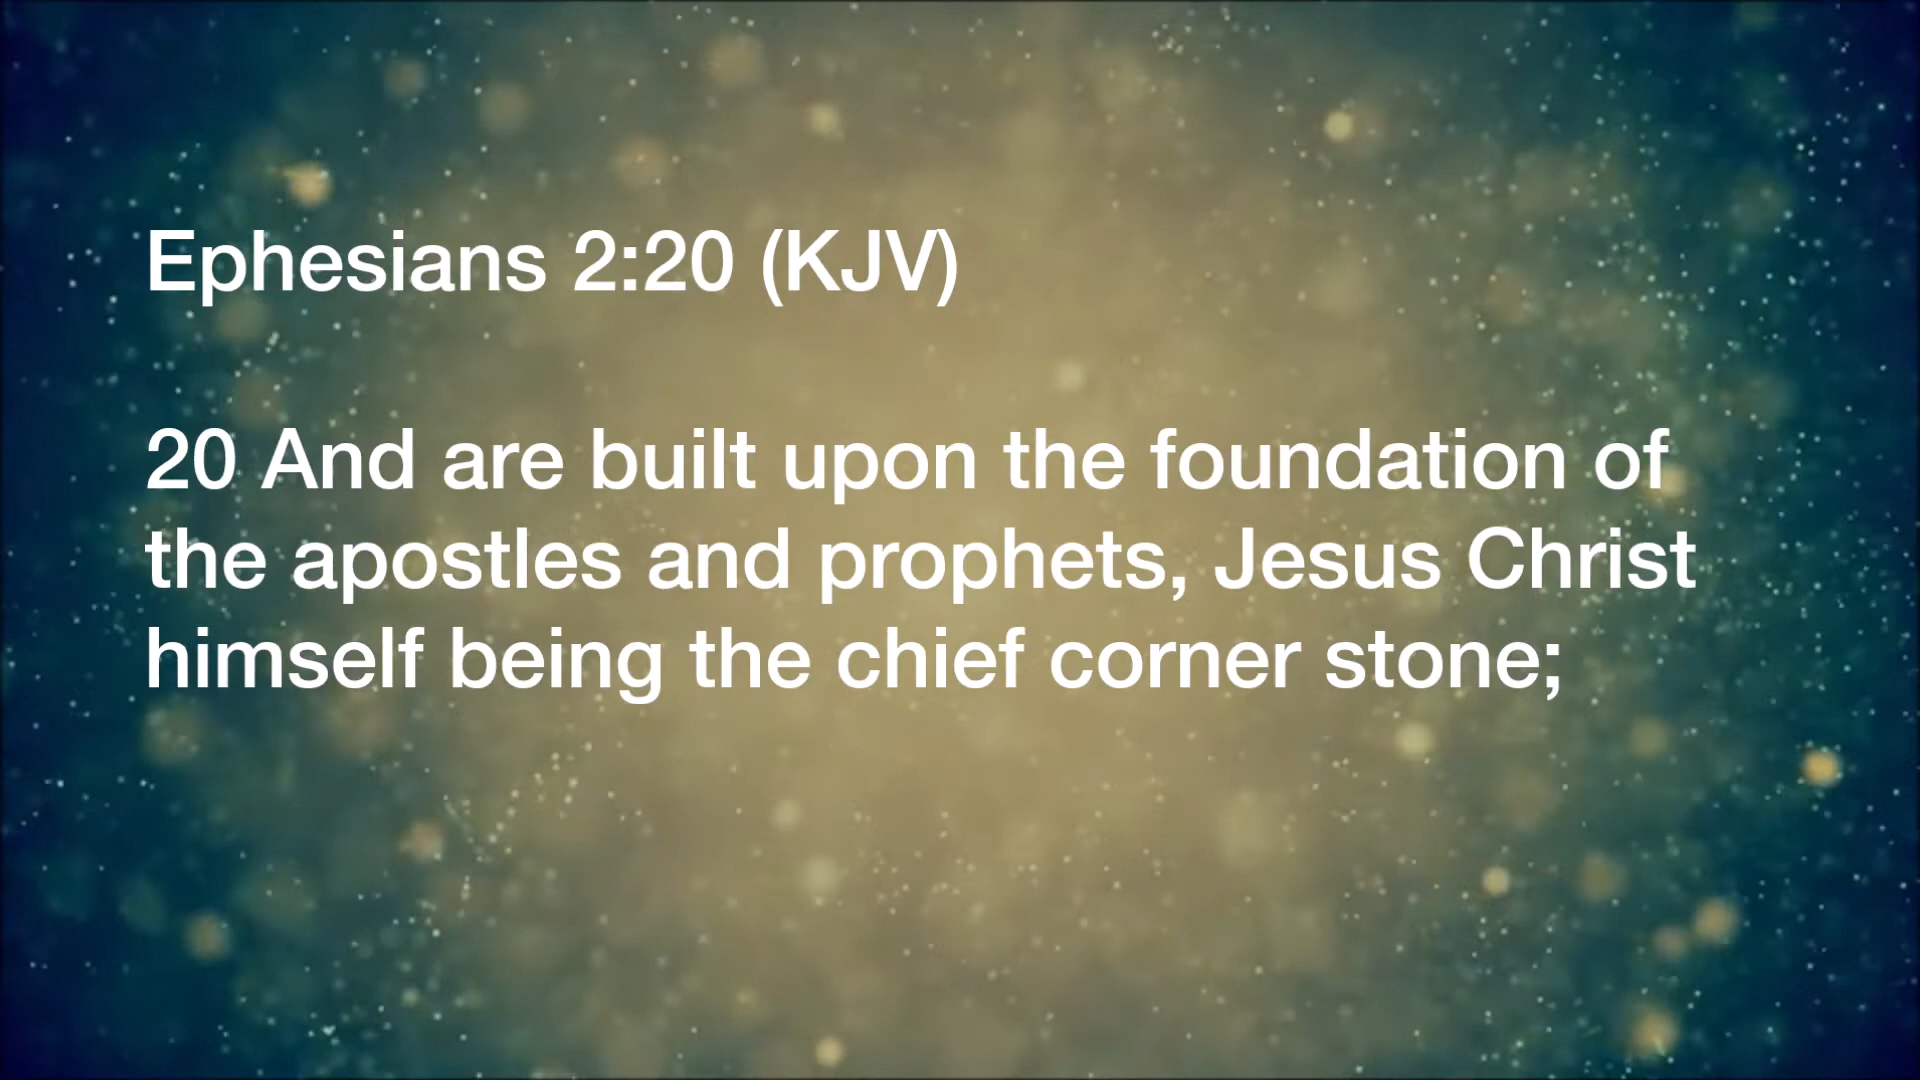 Ephesians 2:20 (KJV)
20 And are built upon the foundation of
the apostles and prophets, Jesus Christ
himself being the chief corner stone;